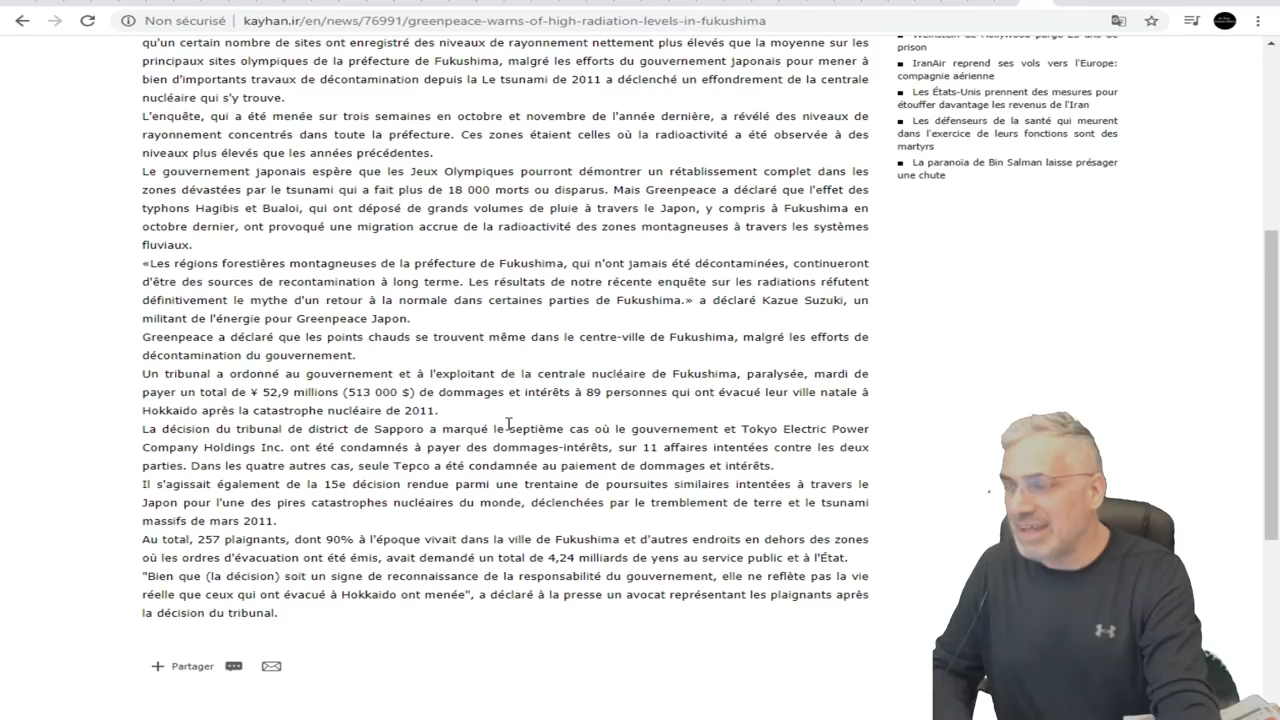 Non sécurisé | kayhan.ir/en/news/76991/greenpeace-warns-of-high-radiation-levels-in-fukushima
qu'un certain nombre de sites ont enregistré des niveaux de rayonnement nettement plus élevés que la moyenne sur les
principaux sites olympiques de la préfecture de Fukushima, malgré les efforts du gouvernement japonais pour mener à
bien d'importants travaux de décontamination depuis la Le tsunami de 2011 a déclenché un effondrement de la centrale
nucléaire qui s'y trouve.
L'enquête, qui a été menée sur trois semaines en octobre et novembre de l'année dernière, a révélé des niveaux de
rayonnement concentrés dans toute la préfecture. Ces zones étaient celles où la radioactivité a été observée à des
niveaux plus élevés que les années précédentes.
Le gouvernement japonais espère que les Jeux Olympiques pourront démontrer un rétablissement complet dans les
zones dévastées par le tsunami qui a fait plus de 18 000 morts ou disparus. Mais Greenpeace a déclaré que l'effet des
typhons Hagibis et Bualoi, qui ont déposé de grands volumes de pluie à travers le Japon, y compris à Fukushima en
octobre dernier, ont provoqué une migration accrue de la radioactivité des zones montagneuses à travers les systèmes
fluviaux.
«Les régions forestières montagneuses de la préfecture de Fukushima, qui n'ont jamais été décontaminées, continueront
d'être des sources de recontamination à long terme. Les résultats de notre récente enquête sur les radiations réfutent
définitivement le mythe d'un retour à la normale dans certaines parties de Fukushima.» a déclaré Kazue Suzuki, un
militant de l'énergie pour Greenpeace Japon.
Greenpeace a déclaré que les points chauds se trouvent même dans le centre-ville de Fukushima, malgré les efforts de
décontamination du gouvernement.
Un tribunal a ordonné au gouvernement et à l'exploitant de la centrale nucléaire de Fukushima, paralysée, mardi de
payer un total de ¥ 52,9 millions (513 000 $) de dommages et intérêts à 89 personnes qui ont évacué leur ville natale à
Hokkaido après la catastrophe nucléaire de 2011.
La décision du tribunal de district de Sapporo a marqué le septième cas où le gouvernement et Tokyo Electric Power
Company Holdings Inc. ont été condamnés à payer des dommages-intérêts, sur 11 affaires intentées contre les deux
parties. Dans les quatre autres cas, seule Tepco a été condamnée au paiement de dommages et intérêts.
Il s'agissait également de la 15e décision rendue parmi une trentaine de poursuites similaires intentées à travers le
Japon pour l'une des pires catastrophes nucléaires du monde, déclenchées par le tremblement de terre et le tsunami
massifs de mars 2011.
Au total, 257 plaignants, dont 90% à l'époque vivait dans la ville de Fukushima et d'autres endroits en dehors des zones
où les ordres d'évacuation ont été émis, avait demandé un total de 4,24 milliards de yens au service public et à l'État.
"Bien que (la décision) soit un signe de reconnaissance de la responsabilité du gouvernement, elle ne reflète pas la vie
réelle que ceux qui ont évacué à Hokkaido ont menée", a déclaré à la presse un avocat représentant les plaignants après
la décision du tribunal.
Partager
Weinstein de Hollywood purge 23 ans de
prison
IranAir reprend ses vols vers l'Europe:
compagnie aérienne
Les États-Unis prennent des mesures pour
étouffer davantage les revenus de l'Iran
Les défenseurs de la santé qui meurent
dans l'exercice de leurs fonctions sont des
martyrs
La paranoïa de Bin Salman laisse présager
une chute